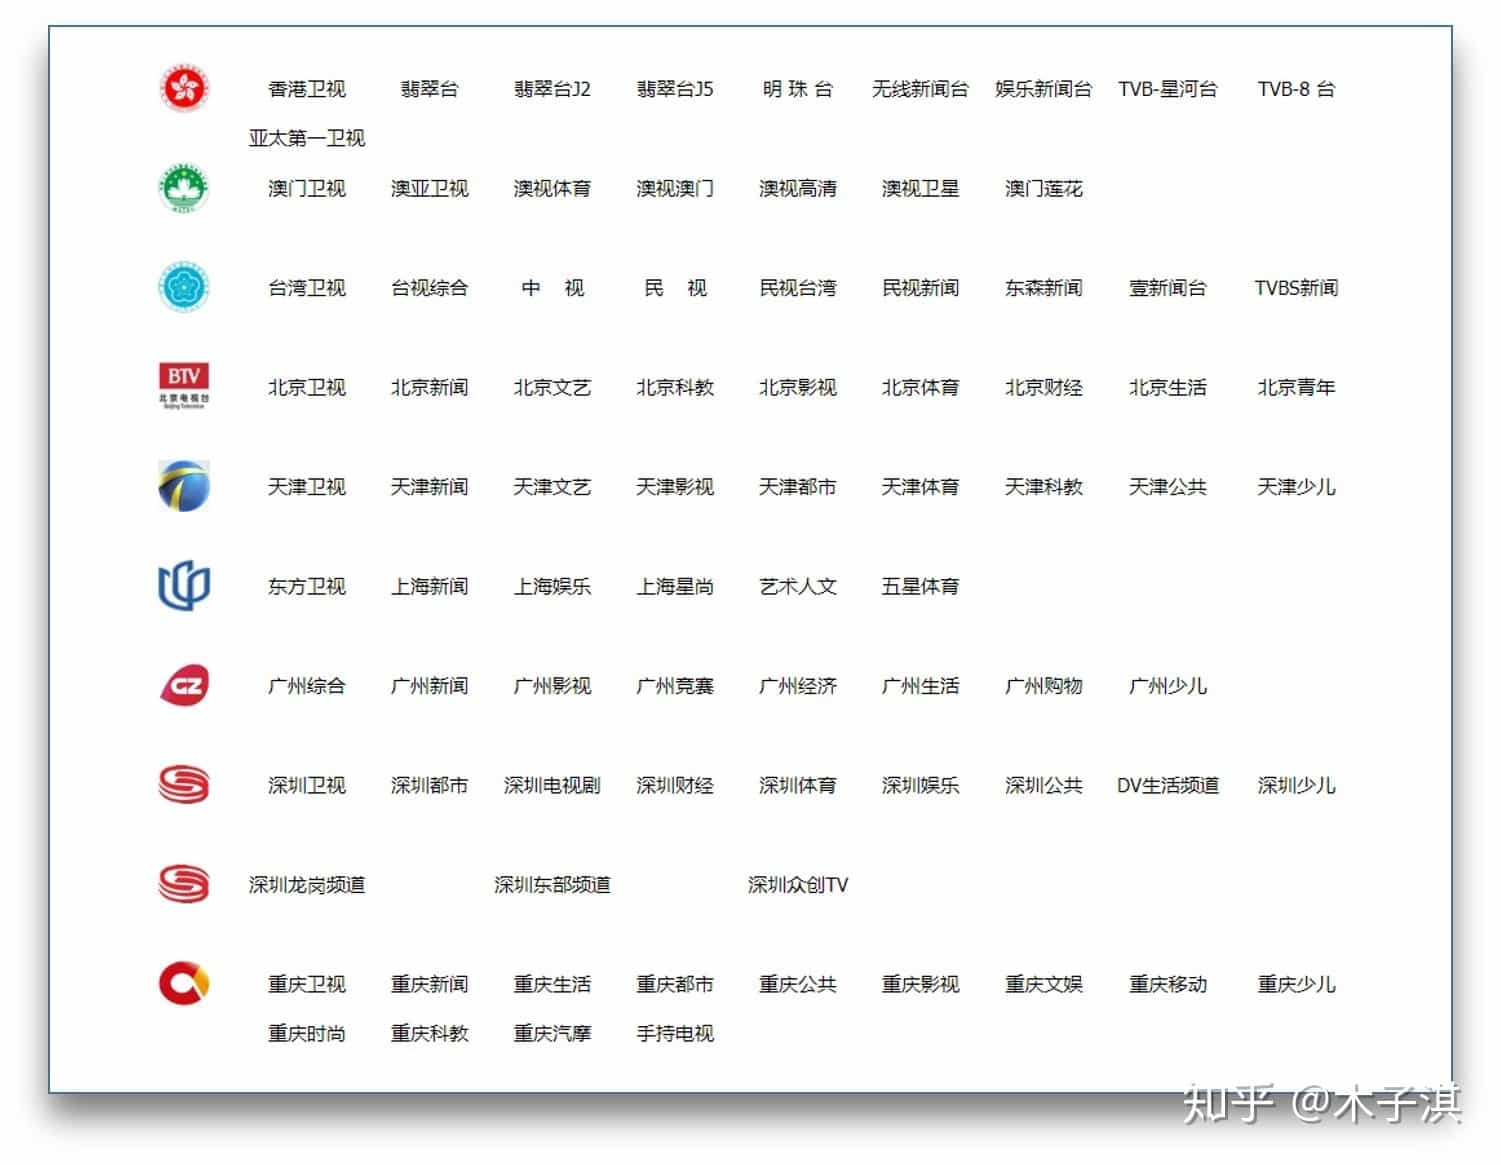 香港卫视 翡翠台 翡翠台J2 翡翠台J5 明 珠 台 无线新闻台 娱乐新闻台 TVB-星河台 TVB-8 台
亚太第一卫视
澳门卫视 澳亚卫视 澳视体育 澳视澳门 澳视高清 澳视卫星 澳门莲花
台湾卫视 台视综合 中 视 民 视 民视台湾 民视新闻 东森新闻 壹新闻台 TVBS新闻
BTV
北京电视台
Beijing Television
北京卫视 北京新闻 北京文艺 北京科教 北京影视 北京体育 北京财经 北京生活 北京青年
天津卫视 天津新闻 天津文艺 天津影视 天津都市 天津体育 天津科教 天津公共 天津少儿
东方卫视 上海新闻 上海娱乐 上海星尚 艺术人文 五星体育
GZ 广州综合 广州新闻 广州影视 广州竞赛 广州经济 广州生活 广州购物 广州少儿
深圳卫视 深圳都市 深圳电视剧 深圳财经 深圳体育 深圳娱乐 深圳公共 DV生活频道 深圳少儿
深圳龙岗频道 深圳东部频道 深圳众创TV
重庆卫视 重庆新闻 重庆生活 重庆都市 重庆公共 重庆影视 重庆文娱 重庆移动 重庆少儿
重庆时尚 重庆科教 重庆汽摩 手持电视
知乎 @木子淇